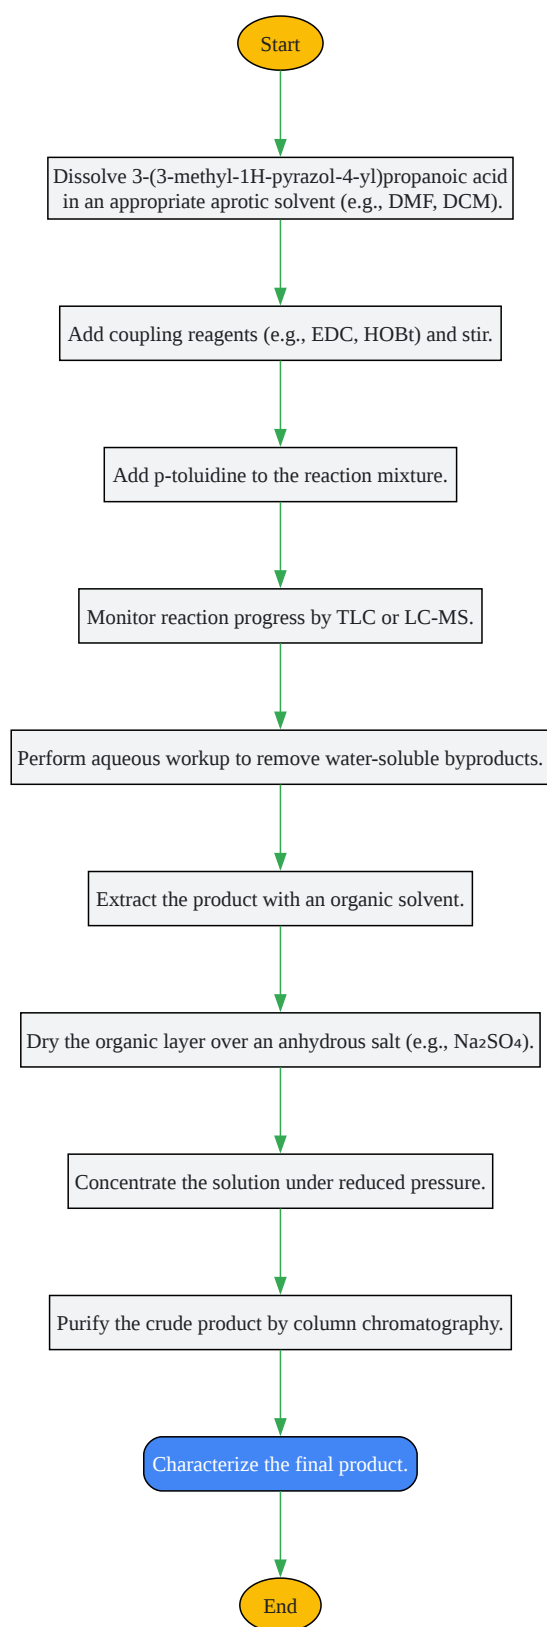 Start
Dissolve 3-(3-methyl-1H-pyrazol-4-yl)propanoic acid
in an appropriate aprotic solvent (e.g., DMF, DCM).
Add coupling reagents (e.g., EDC, HOBt) and stir.
Add p-toluidine to the reaction mixture.
Monitor reaction progress by TLC or LC-MS.
Perform aqueous workup to remove water-soluble byproducts.
Extract the product with an organic solvent.
Dry the organic layer over an anhydrous salt (e.g., Na₂SO₄).
Concentrate the solution under reduced pressure.
Purify the crude product by column chromatography.
Characterize the final product.
End